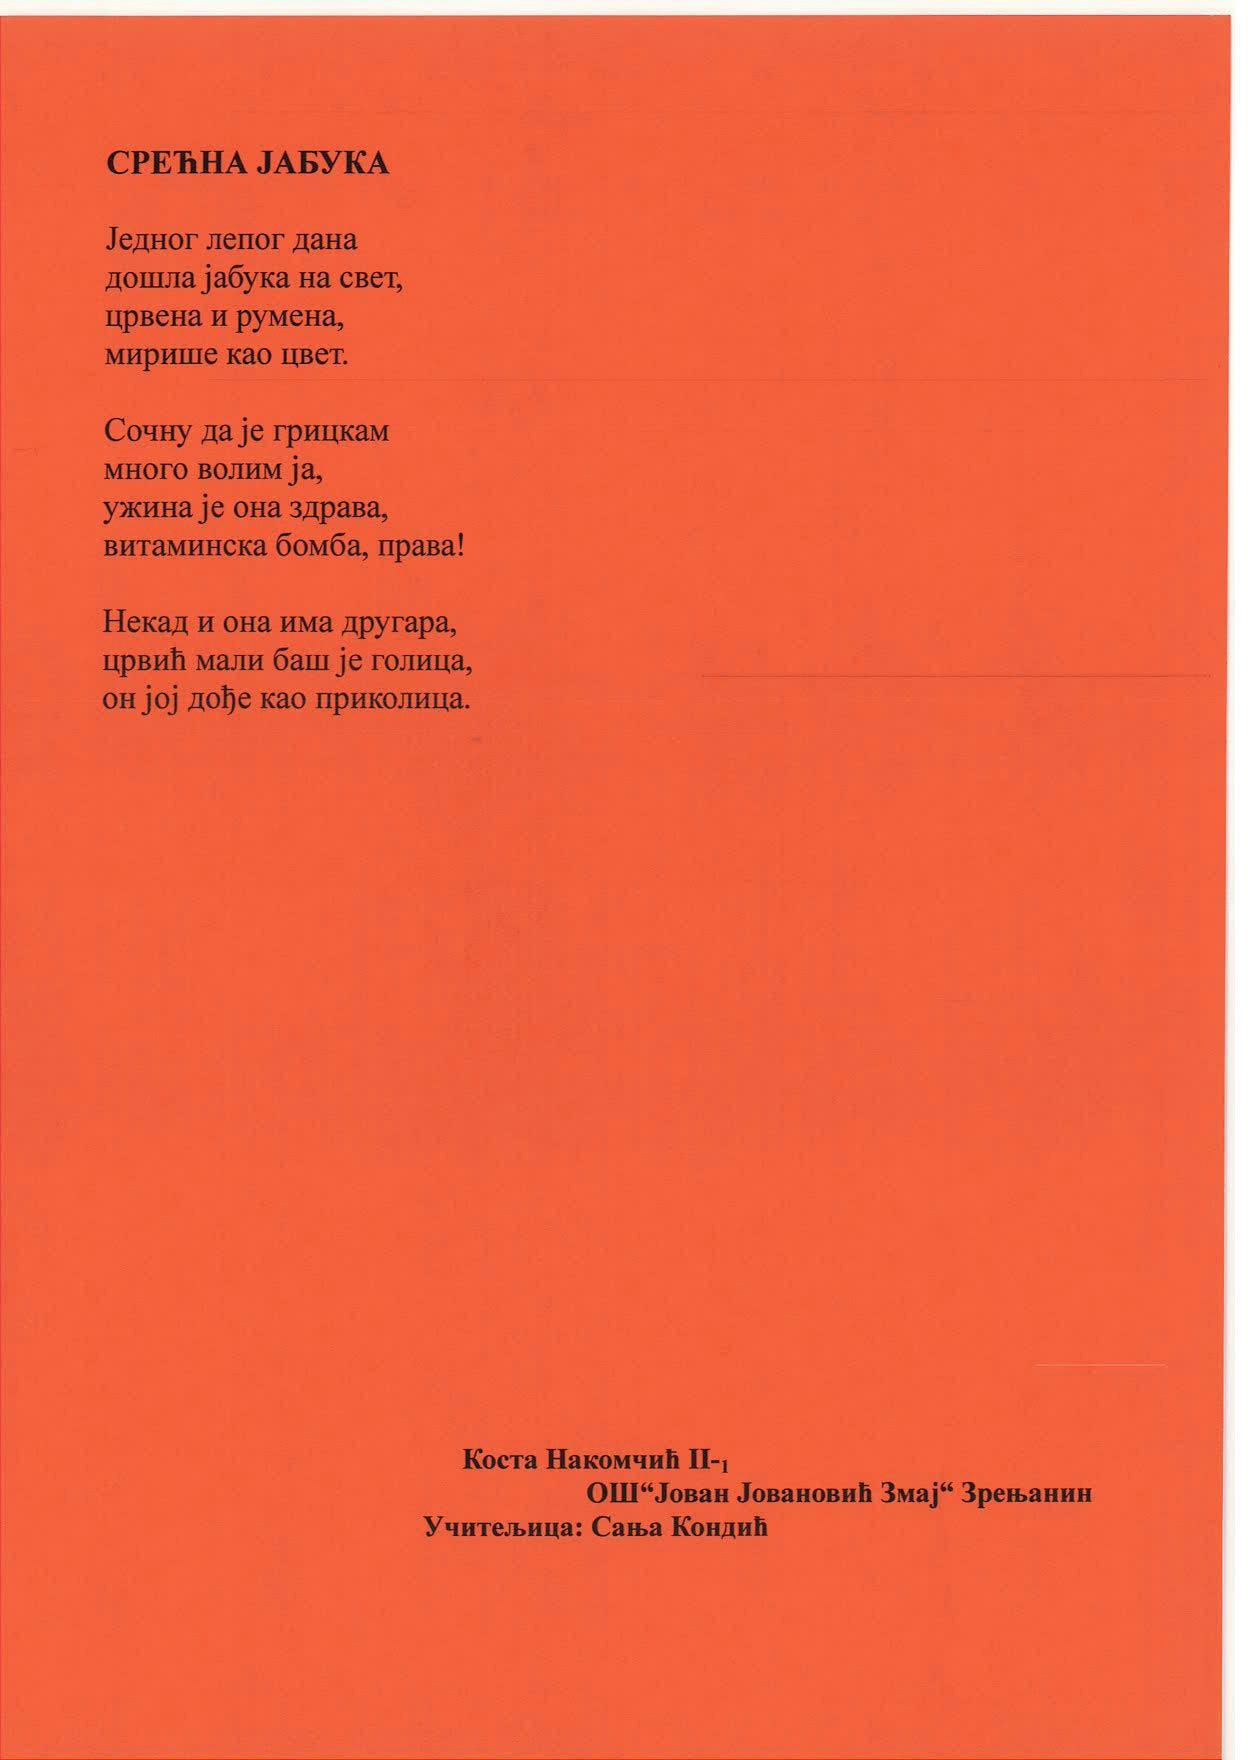 СРЕЋНА ЈАБУКА
Једног лепог дана
дошла јабука на свет,
црвена и румена,
мирише као цвет.
Сочну да је грицкам
много волим ја,
ужина је она здрава,
витаминска бомба, права!
Некад и она има другара,
црвић мали баш је голица,
он јој дође као приколица.
Коста Накомчић II-1
ОШ“Јован Јовановић Змај“ Зрењанин
Учитељица: Сања Кондић